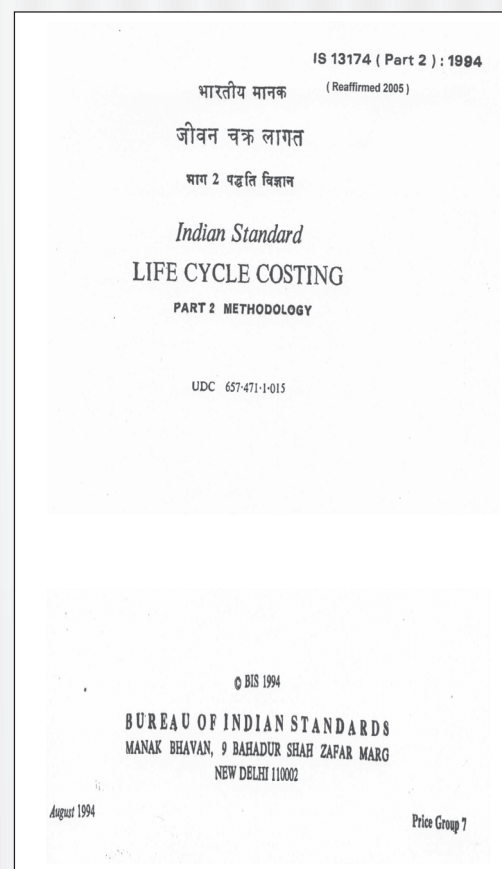 IS 13174 ( Part 2 ) : 1994
( Reaffirmed 2005 )
भारतीय मानक
जीवन चक्र लागत
भाग 2 पद्धति विज्ञान
Indian Standard
LIFE CYCLE COSTING
PART 2 METHODOLOGY
UDC 657·471·1·015
© BIS 1994
BUREAU OF INDIAN STANDARDS
MANAK BHAVAN, 9 BAHADUR SHAH ZAFAR MARG
NEW DELHI 110002
August 1994
Price Group 7